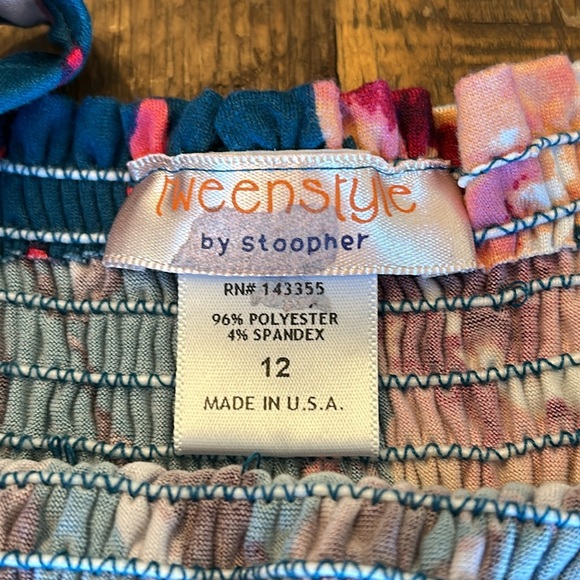 tweenstyle
by stoopher
RN# 143355
96% POLYESTER
4% SPANDEX
12
MADE IN U.S.A.